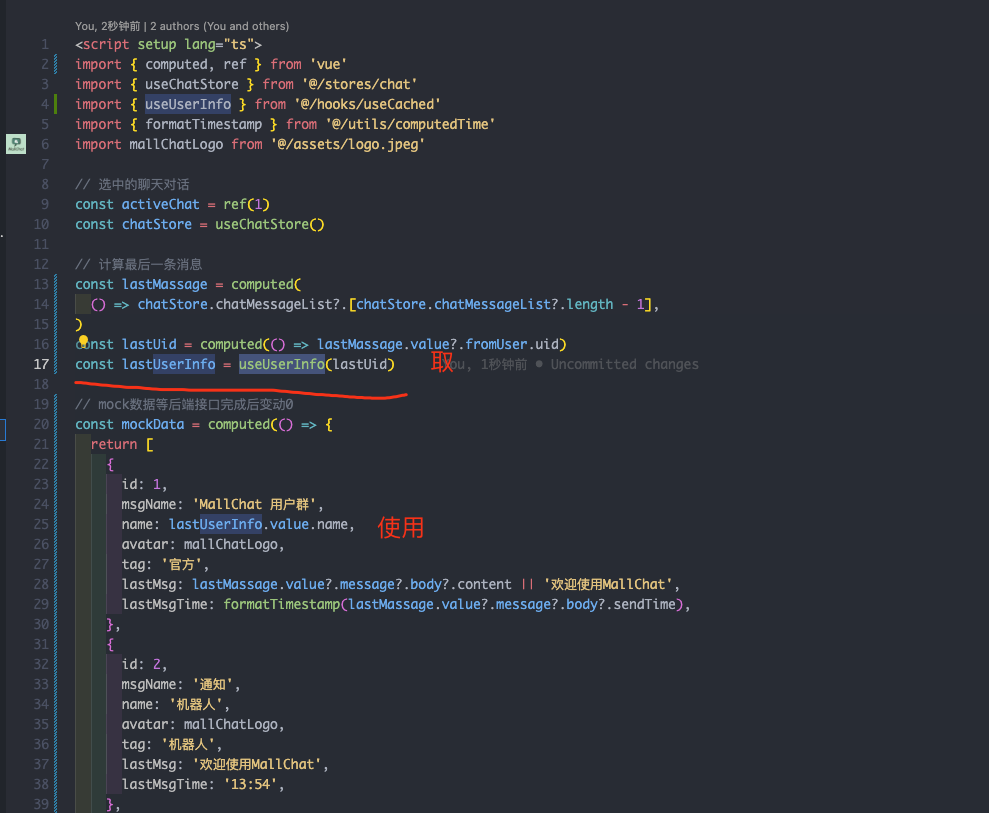 You, 2秒钟前 | 2 authors (You and others)
1 <script setup lang="ts">
2 import { computed, ref } from 'vue'
3 import { useChatStore } from '@/stores/chat'
4 import { useUserInfo } from '@/hooks/useCached'
5 import { formatTimestamp } from '@/utils/computedTime'
6 import mallChatLogo from '@/assets/logo.jpeg'
7
8 // 选中的聊天对话
9 const activeChat = ref(1)
10 const chatStore = useChatStore()
11
12 // 计算最后一条消息
13 const lastMassage = computed(
14 () => chatStore.chatMessageList?.[chatStore.chatMessageList?.length - 1],
15 )
16 const lastUid = computed(() => lastMassage.value?.fromUser.uid)
17 const lastUserInfo = useUserInfo(lastUid) 取 You, 1秒钟前 • Uncommitted changes
18
19 // mock数据等后端接口完成后变动0
20 const mockData = computed(() => {
21 return [
22 {
23 id: 1,
24 msgName: 'MallChat 用户群',
25 name: lastUserInfo.value.name, 使用
26 avatar: mallChatLogo,
27 tag: '官方',
28 lastMsg: lastMassage.value?.message?.body?.content || '欢迎使用MallChat',
29 lastMsgTime: formatTimestamp(lastMassage.value?.message?.body?.sendTime),
30 },
31 {
32 id: 2,
33 msgName: '通知',
34 name: '机器人',
35 avatar: mallChatLogo,
36 tag: '机器人',
37 lastMsg: '欢迎使用MallChat',
38 lastMsgTime: '13:54',
39 },